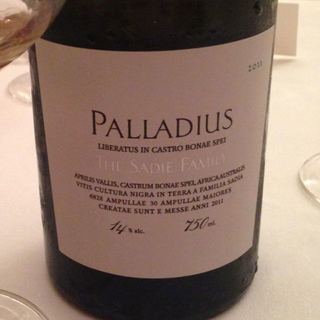 2011
PALLADIUS
LIBERATUS IN CASTRO BONAE SPEI
THE SADIE FAMILY
APRILIS VALLIS, CASTRUM BONAE SPEI, AFRICA AUSTRALIS
VITIS CULTURA NIGRA IN TERRA A FAMILIA SADIA
6828 AMPULLAE 30 AMPULLAE MAIORES
CREATAE SUNT E MESSE ANNI 2011
14 % alc. 750 ml.